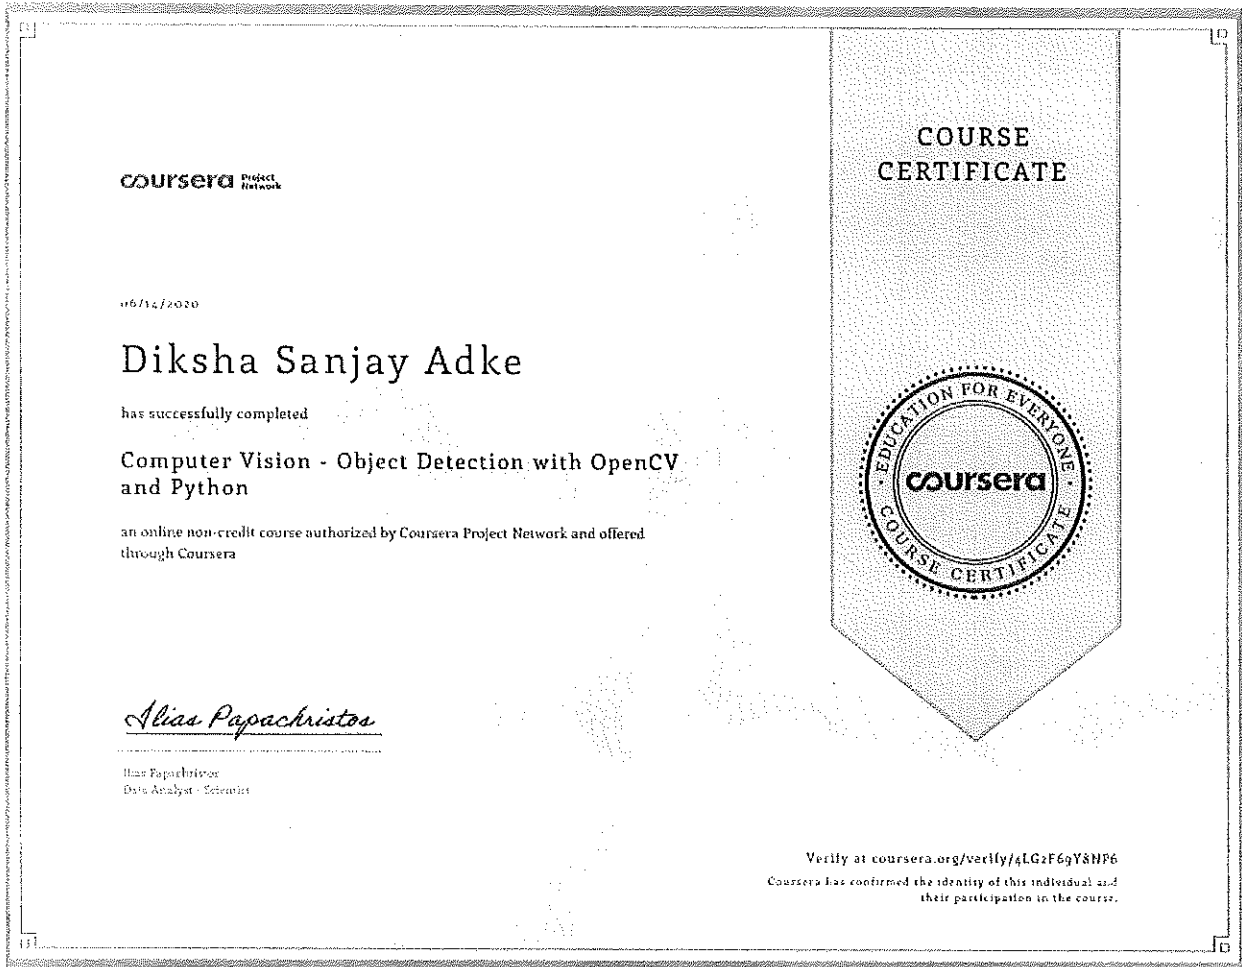 coursera Project Network
COURSE
CERTIFICATE
06/14/2020
Diksha Sanjay Adke
has successfully completed
Computer Vision - Object Detection with OpenCV
and Python
an online non-credit course authorized by Coursera Project Network and offered
through Coursera
EDUCATION FOR EVERYONE
coursera
COURSE CERTIFICATE
Ilias Papachristos
Ilias Papachristos
Data Analyst - Scientist
Verify at coursera.org/verify/4LG2F69Y8NP6
Coursera has confirmed the identity of this individual and
their participation in the course.